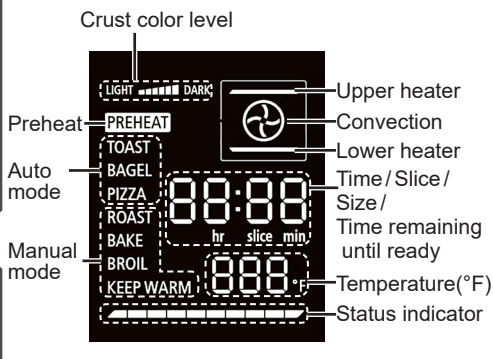 Crust color level
LIGHT DARK
Upper heater
Preheat
PREHEAT
Convection
Lower heater
Auto
mode
TOAST
BAGEL
PIZZA
Time / Slice /
Size /
Time remaining
until ready
88:88
hr slice min
Manual
mode
ROAST
BAKE
BROIL
KEEP WARM
888 °F
Temperature(°F)
Status indicator